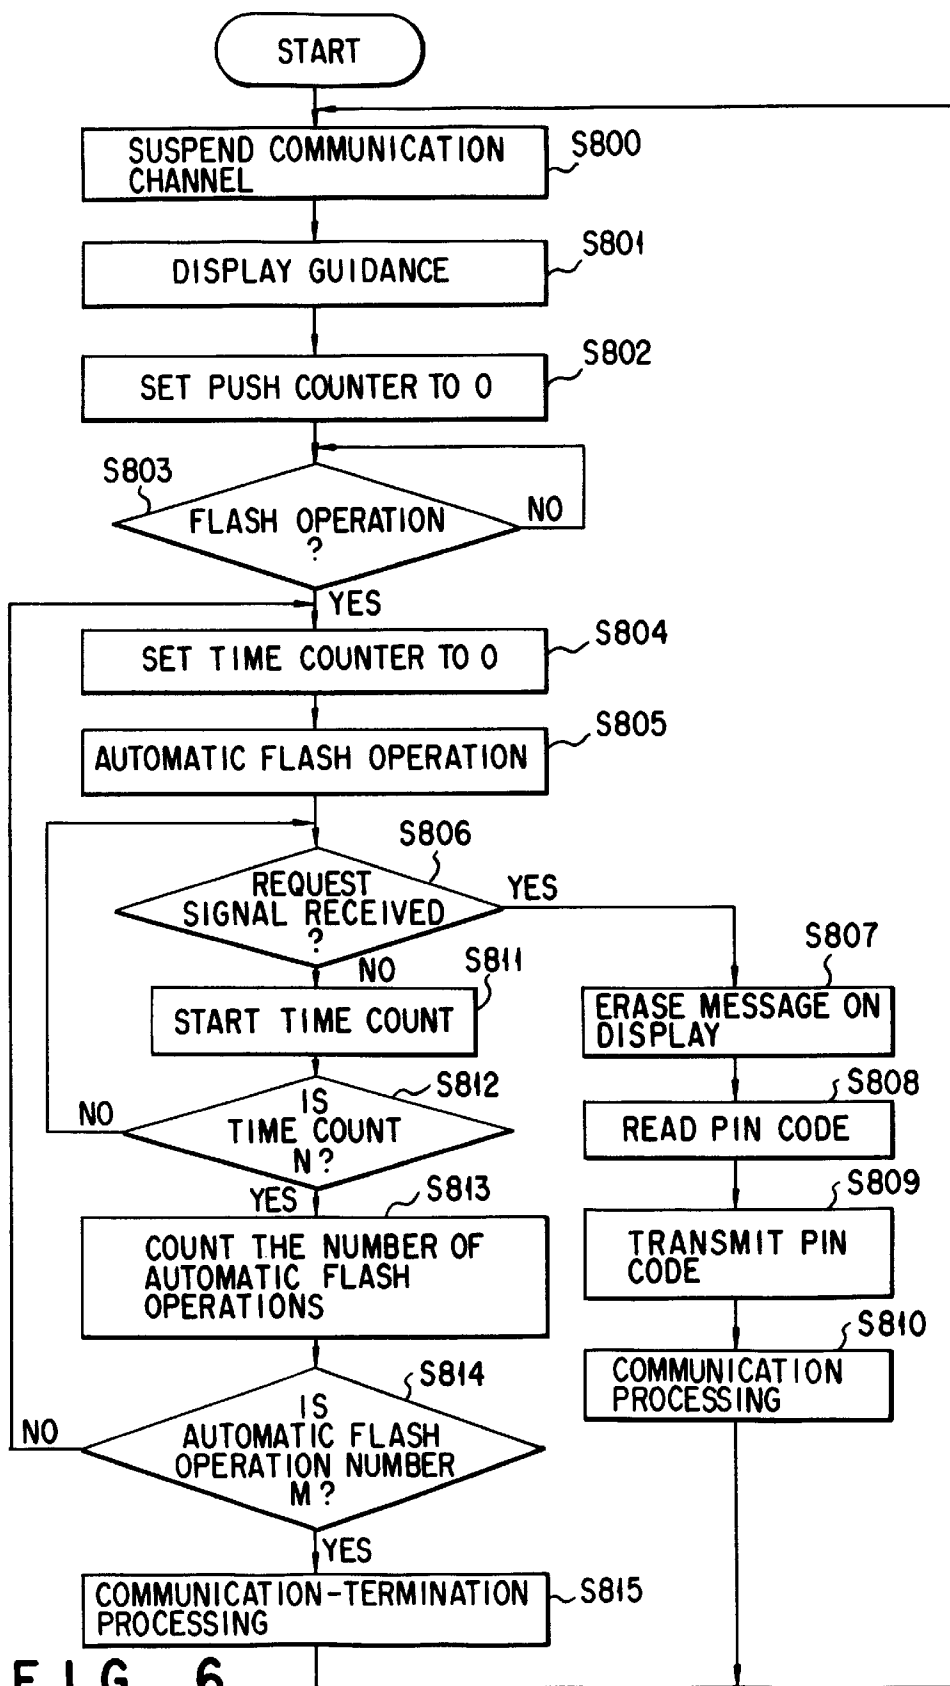 START
SUSPEND COMMUNICATION
CHANNEL
S800
DISPLAY GUIDANCE
S801
SET PUSH COUNTER TO 0
S802
S803
FLASH OPERATION
?
NO
YES
SET TIME COUNTER TO 0
S804
AUTOMATIC FLASH OPERATION
S805
S806
REQUEST
SIGNAL RECEIVED
?
YES
NO
S811
START TIME COUNT
S807
ERASE MESSAGE ON
DISPLAY
S812
IS
TIME COUNT
N?
NO
YES
S808
READ PIN CODE
S813
COUNT THE NUMBER OF
AUTOMATIC FLASH
OPERATIONS
S809
TRANSMIT PIN
CODE
S814
IS
AUTOMATIC FLASH
OPERATION NUMBER
M?
NO
YES
S810
COMMUNICATION
PROCESSING
COMMUNICATION-TERMINATION
PROCESSING
S815
FIG. 6